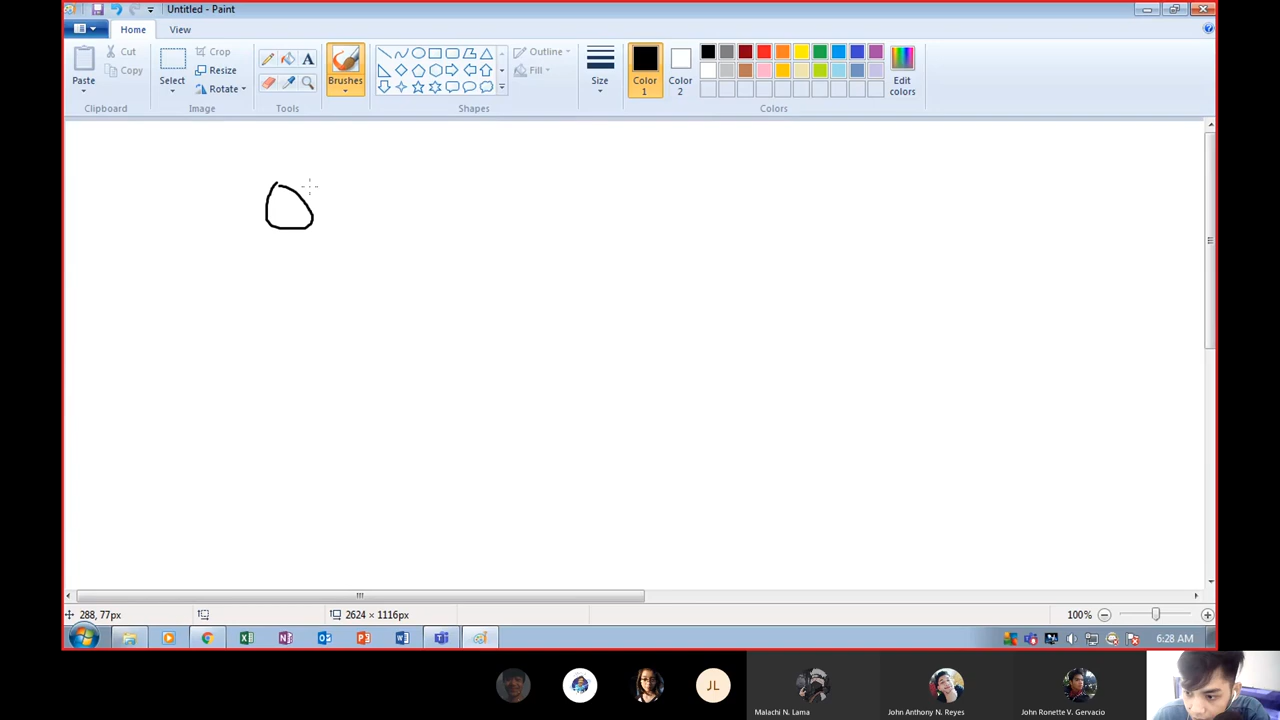 Untitled - Paint
Home
View
Paste
Cut
Copy
Clipboard
Select
Crop
Resize
Rotate
Image
A
Tools
Brushes
Shapes
Outline
Fill
Size
Color
1
Color
2
Edit
colors
Colors
288, 77px
2624 × 1116px
100%
6:28 AM
JL
Malachi N. Lama
John Anthony N. Reyes
John Ronette V. Gervacio